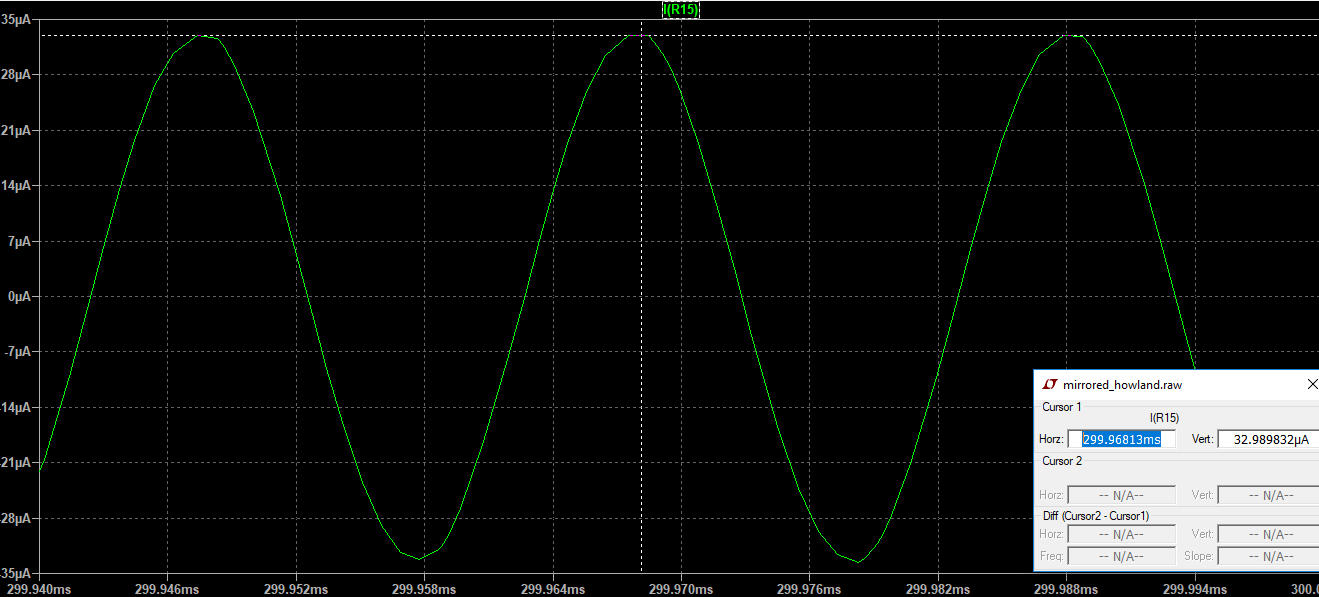 I(R15)
35µA
28µA
21µA
14µA
7µA
0µA
-7µA
-14µA
-21µA
-28µA
-35µA
299.940ms 299.946ms 299.952ms 299.958ms 299.964ms 299.970ms 299.976ms 299.982ms 299.988ms 299.994ms 300.0
mirrored_howland.raw
Cursor 1
I(R15)
Horz: 299.96813ms Vert: 32.989832µA
Cursor 2
Horz: -- N/A-- Vert: -- N/A--
Diff (Cursor2 - Cursor1)
Horz: -- N/A-- Vert: -- N/A--
Freq: -- N/A-- Slope: -- N/A--